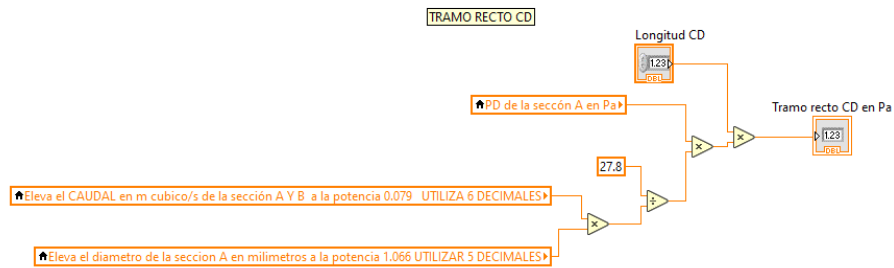 TRAMO RECTO CD
Longitud CD
1.23
DBL
PD de la seccón A en Pa
Tramo recto CD en Pa
1.23
DBL
27.8
Eleva el CAUDAL en m cubico/s de la sección A Y B a la potencia 0.079 UTILIZA 6 DECIMALES
Eleva el diametro de la seccion A en milimetros a la potencia 1.066 UTILIZAR 5 DECIMALES